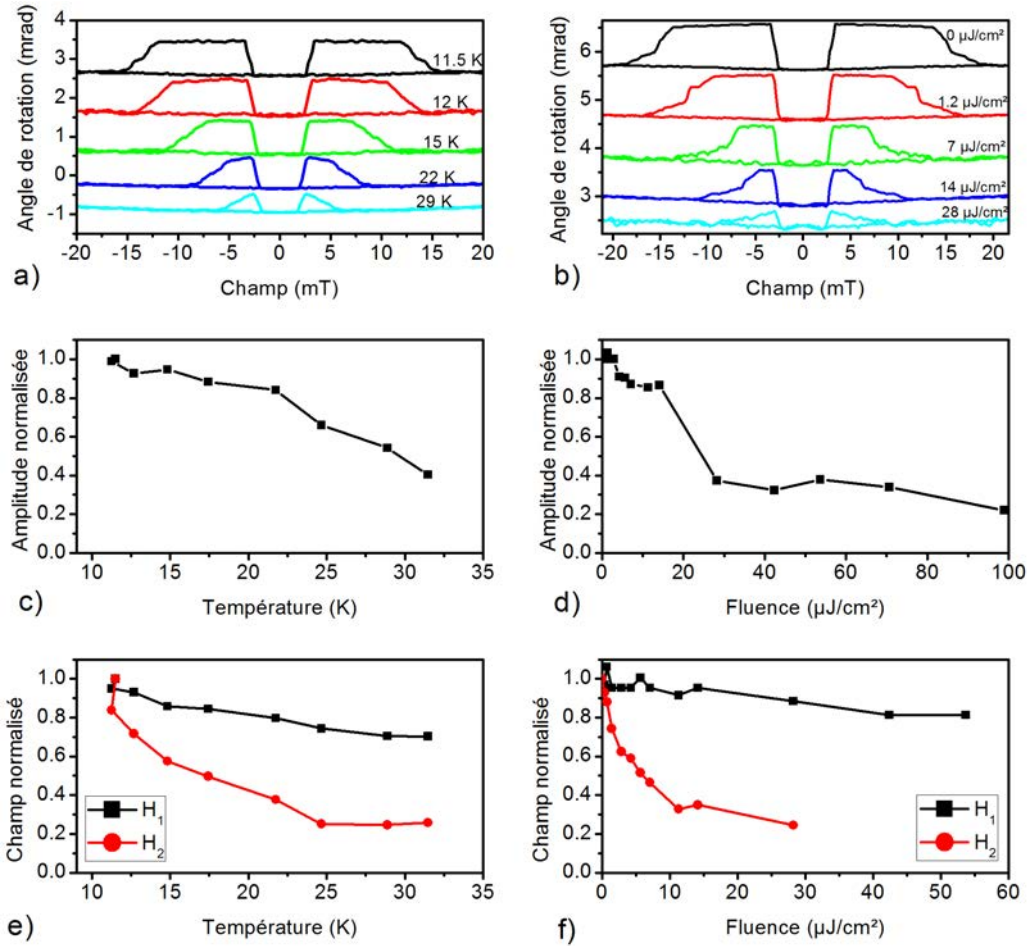 Angle de rotation (mrad)
4
3
2
1
0
-1
11.5 K
12 K
15 K
22 K
29 K
-20 -15 -10 -5 0 5 10 15 20
Champ (mT)
a)
Angle de rotation (mrad)
6
5
4
3
0 µJ/cm²
1.2 µJ/cm²
7 µJ/cm²
14 µJ/cm²
28 µJ/cm²
-20 -15 -10 -5 0 5 10 15 20
Champ (mT)
b)
Amplitude normalisée
1.0
0.8
0.6
0.4
0.2
0.0
10 15 20 25 30 35
Température (K)
c)
Amplitude normalisée
1.0
0.8
0.6
0.4
0.2
0.0
0 20 40 60 80 100
Fluence (µJ/cm²)
d)
Champ normalisé
1.0
0.8
0.6
0.4
0.2
0.0
H₁
H₂
10 15 20 25 30 35
Température (K)
e)
Champ normalisé
1.0
0.8
0.6
0.4
0.2
0.0
H₁
H₂
0 10 20 30 40 50 60
Fluence (µJ/cm²)
f)